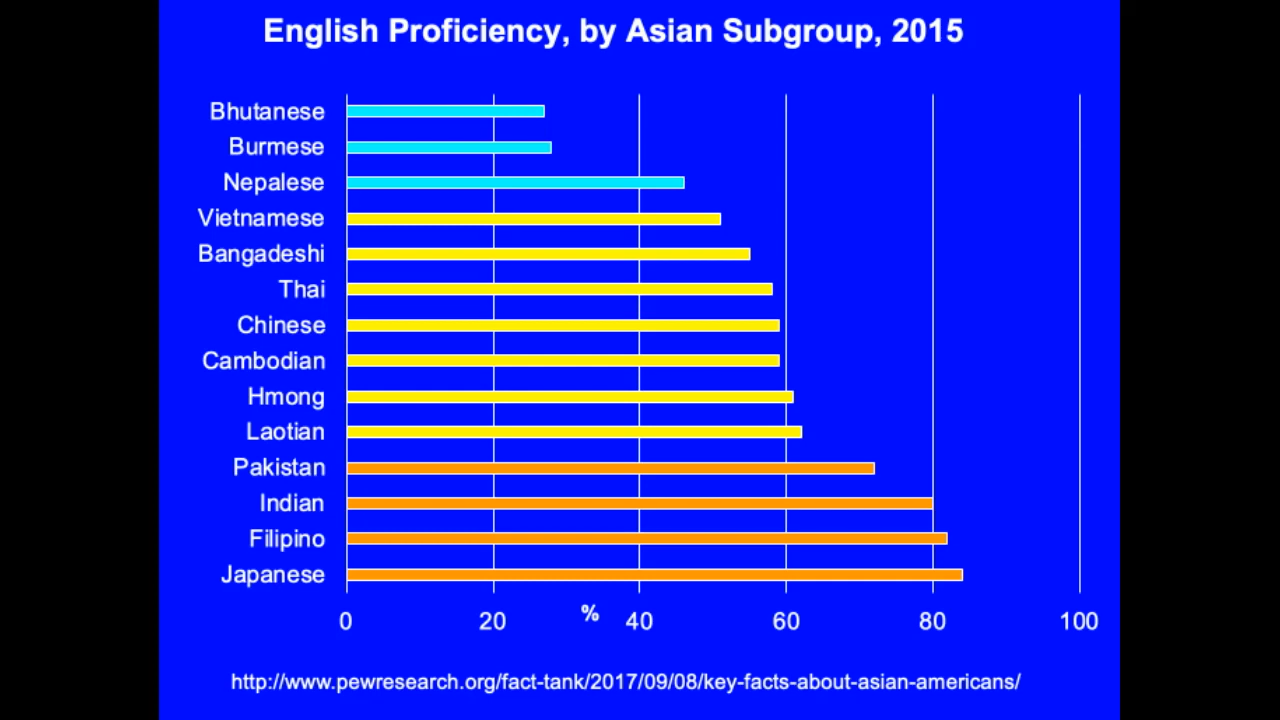 English Proficiency, by Asian Subgroup, 2015
Bhutanese
Burmese
Nepalese
Vietnamese
Bangadeshi
Thai
Chinese
Cambodian
Hmong
Laotian
Pakistan
Indian
Filipino
Japanese
0 20 % 40 60 80 100
http://www.pewresearch.org/fact-tank/2017/09/08/key-facts-about-asian-americans/